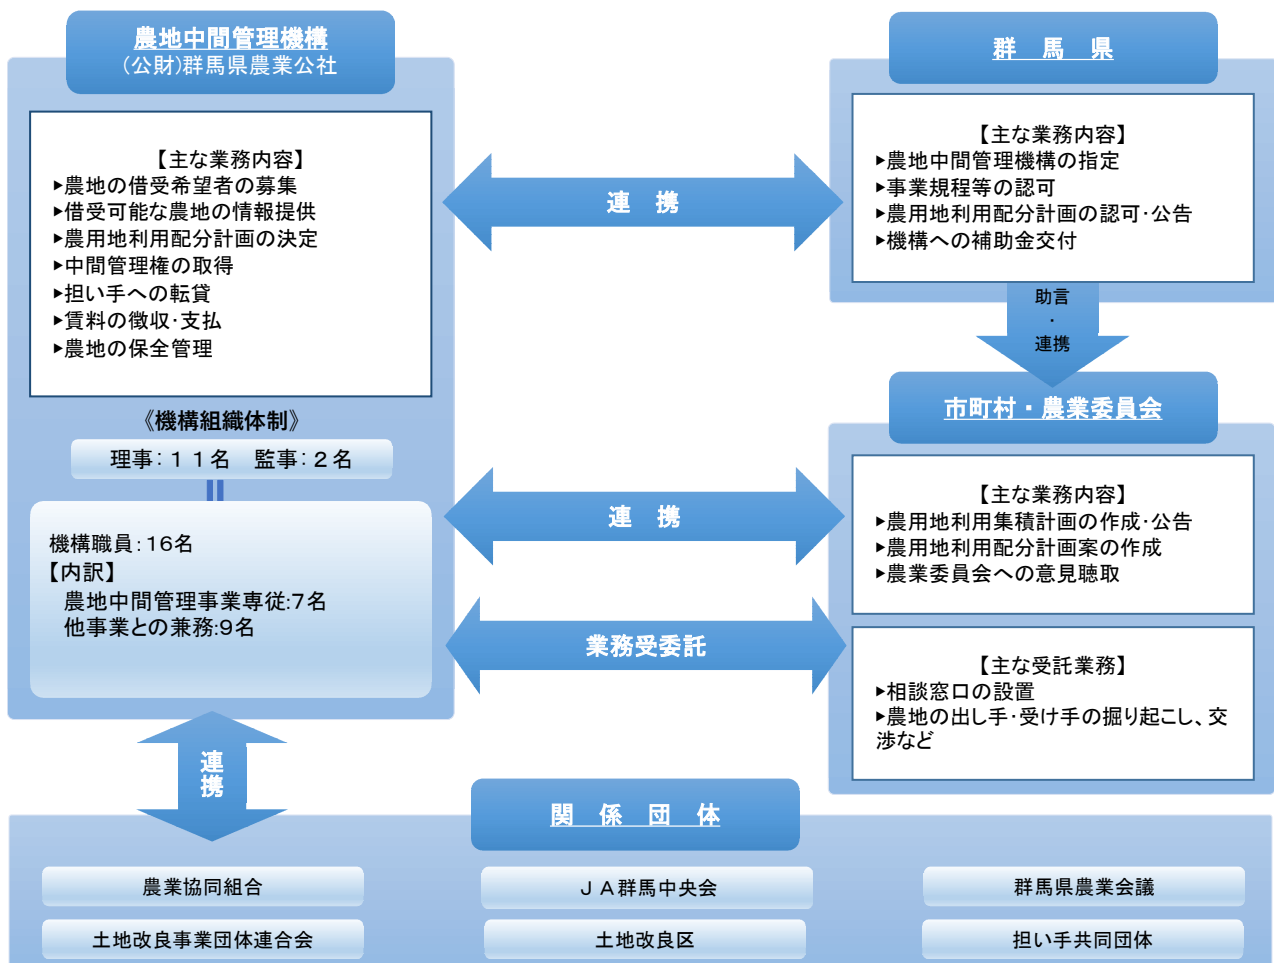 農地中間管理機構
(公財)群馬県農業公社
【主な業務内容】
▶農地の借受希望者の募集
▶借受可能な農地の情報提供
▶農用地利用配分計画の決定
▶中間管理権の取得
▶担い手への転貸
▶賃料の徴収･支払
▶農地の保全管理
《機構組織体制》
理事：１１名　監事：２名
機構職員：16名
【内訳】
農地中間管理事業専従:7名
他事業との兼務:9名
連　携
連　携
業務受委託
群　馬　県
【主な業務内容】
▶農地中間管理機構の指定
▶事業規程等の認可
▶農用地利用配分計画の認可･公告
▶機構への補助金交付
助言
・
連携
市町村・農業委員会
【主な業務内容】
▶農用地利用集積計画の作成･公告
▶農用地利用配分計画案の作成
▶農業委員会への意見聴取
【主な受託業務】
▶相談窓口の設置
▶農地の出し手･受け手の掘り起こし、交
渉など
連
携
関　係　団　体
農業協同組合
ＪＡ群馬中央会
群馬県農業会議
土地改良事業団体連合会
土地改良区
担い手共同団体